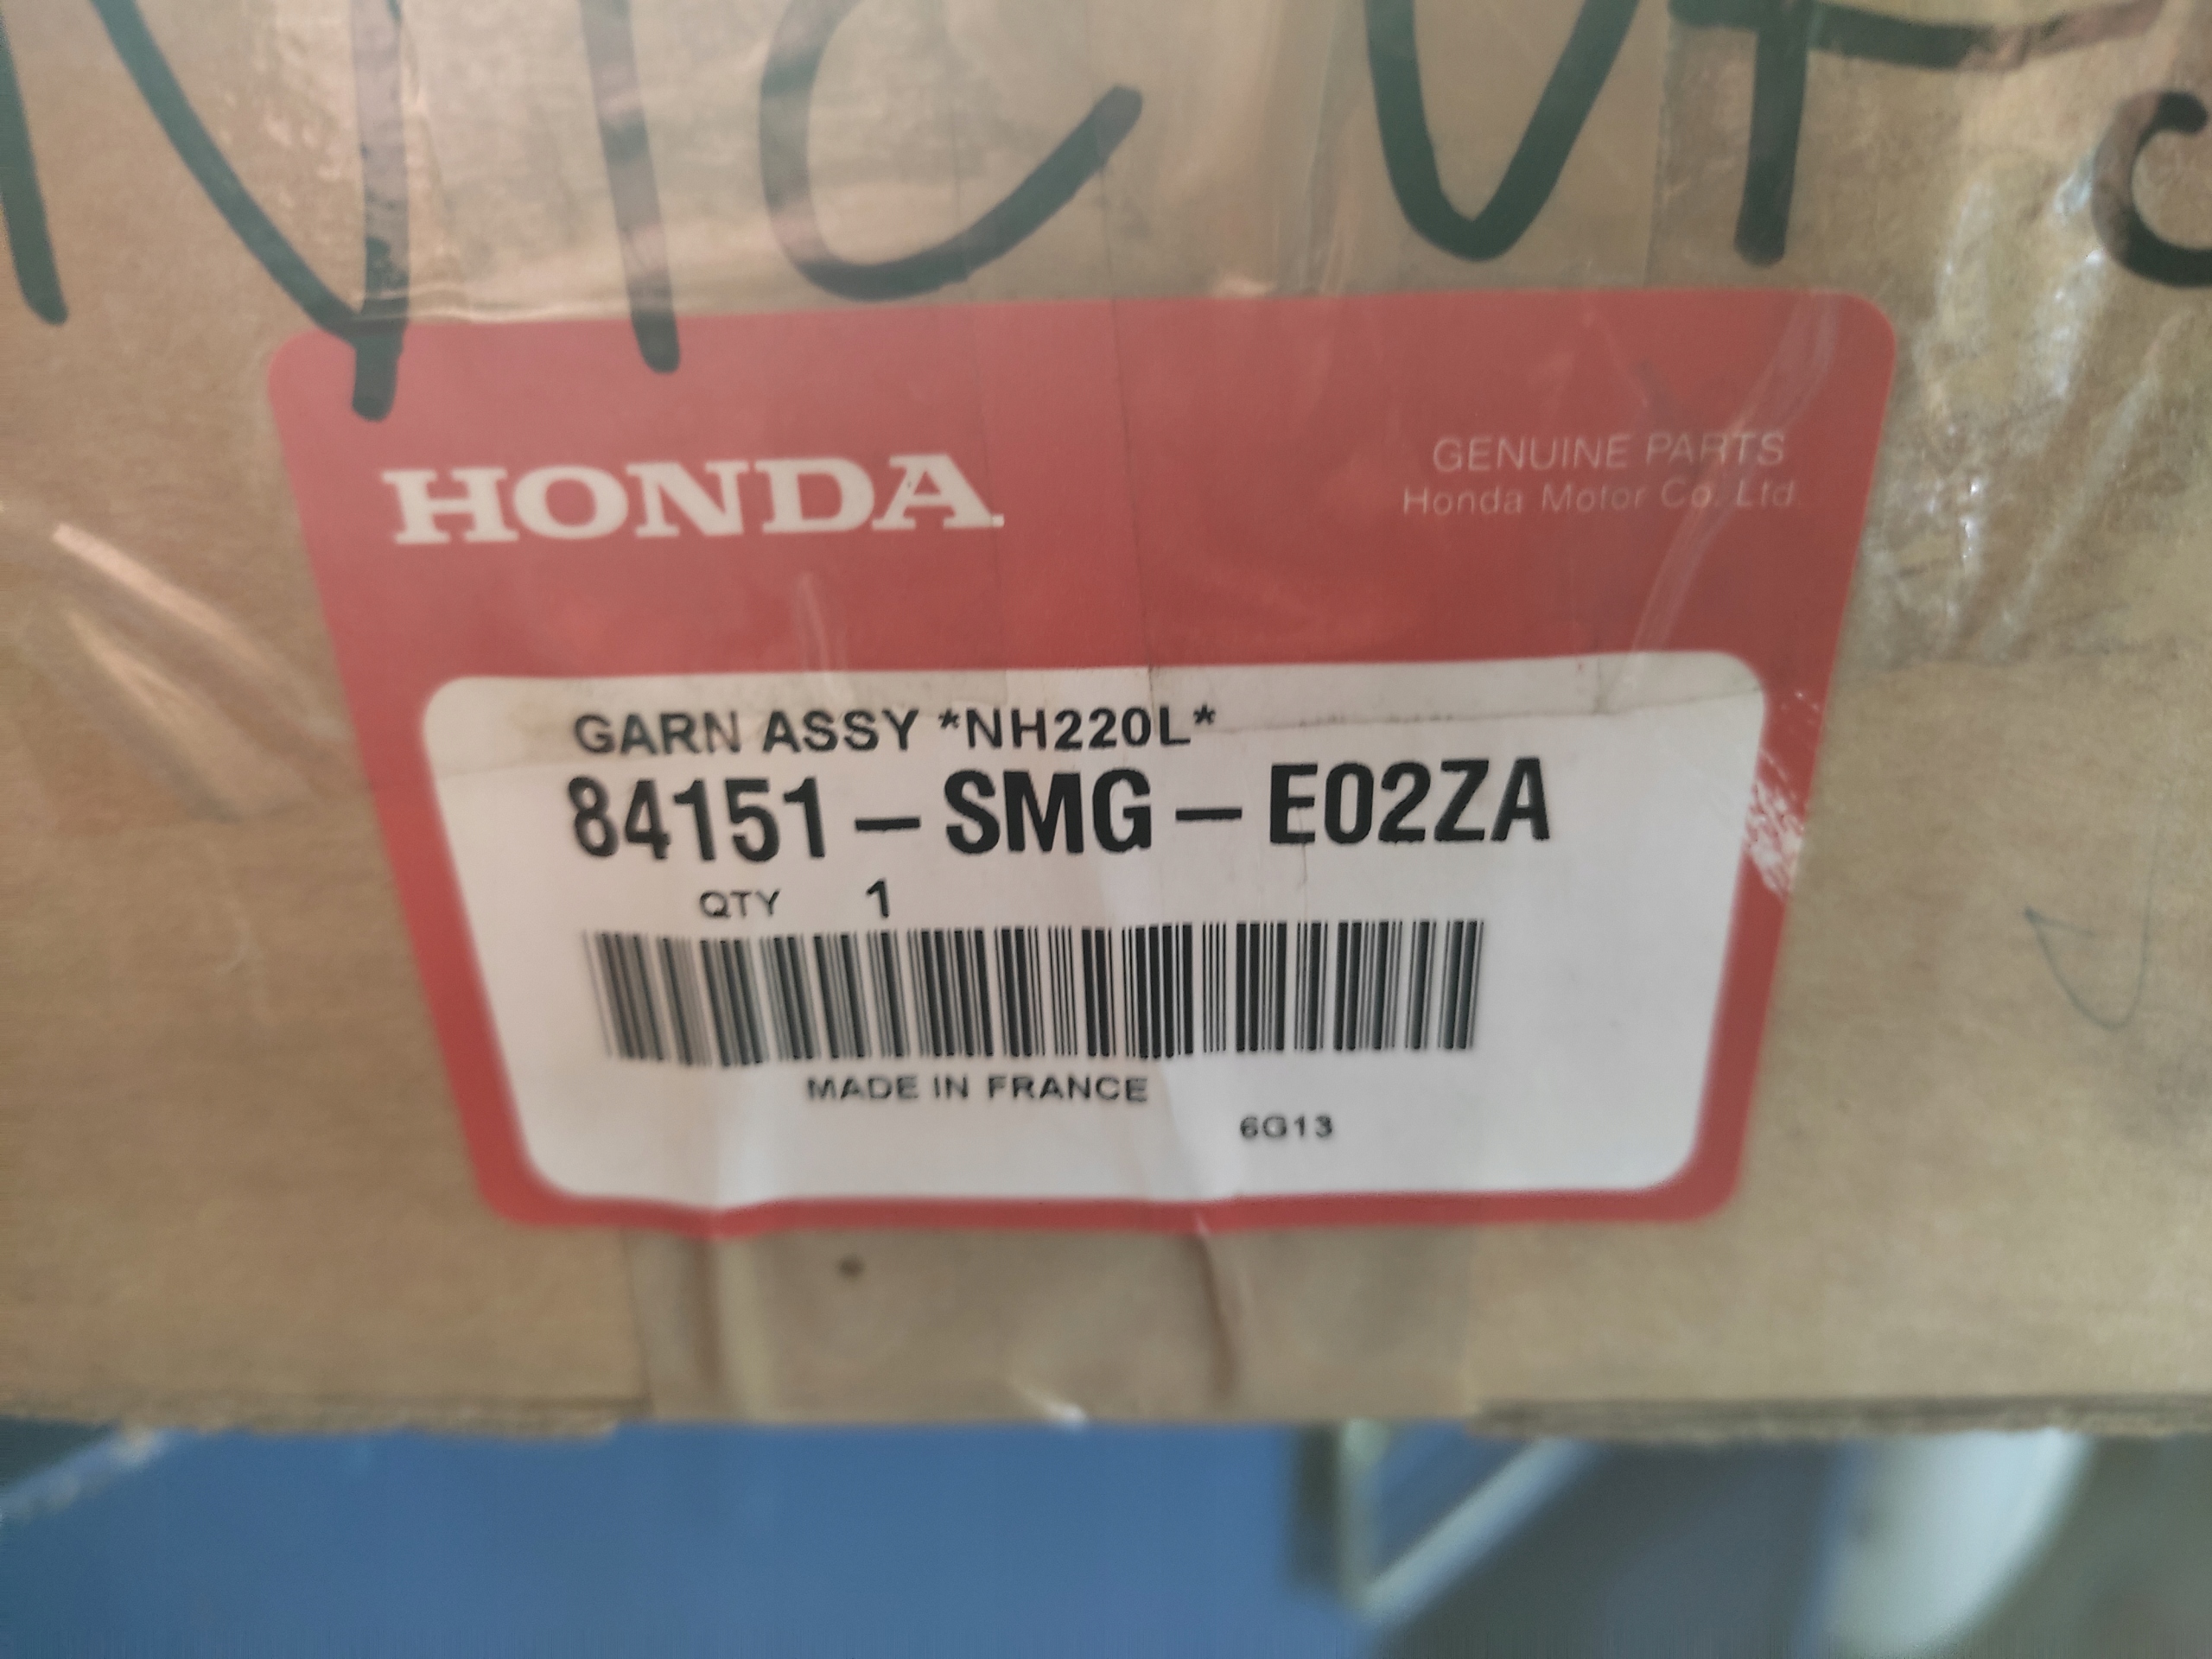 HONDA
GENUINE PARTS
Honda Motor Co. Ltd.
GARN ASSY *NH220L*
84151-SMG-E02ZA
QTY 1
MADE IN FRANCE
6G13